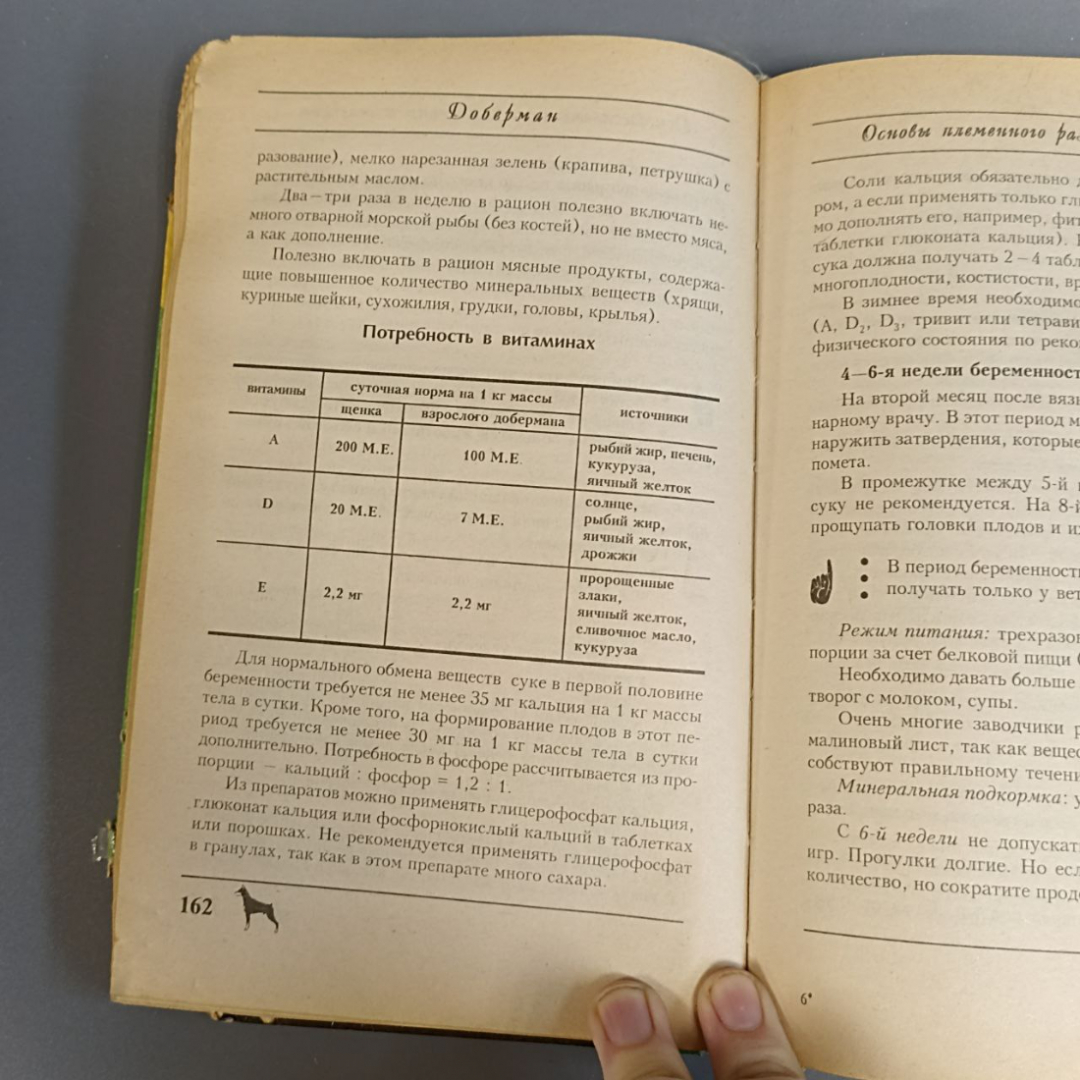 Доберман
разование), мелко нарезанная зелень (крапива, петрушка) с
растительным маслом.
Два—три раза в неделю в рацион полезно включать не-
много отварной морской рыбы (без костей), но не вместо мяса,
а как дополнение.
Полезно включать в рацион мясные продукты, содержа-
щие повышенное количество минеральных веществ (хрящи,
куриные шейки, сухожилия, грудки, головы, крылья).
Потребность в витаминах
витамины
суточная норма на 1 кг массы
источники
щенка
взрослого добермана
А
200 М.Е.
100 М.Е.
рыбий жир, печень,
кукуруза,
яичный желток
D
20 М.Е.
7 М.Е.
солнце,
рыбий жир,
яичный желток,
дрожжи
Е
2,2 мг
2,2 мг
пророщенные
злаки,
яичный желток,
сливочное масло,
кукуруза
Для нормального обмена веществ суке в первой половине
беременности требуется не менее 35 мг кальция на 1 кг массы
тела в сутки. Кроме того, на формирование плодов в этот пе-
риод требуется не менее 30 мг на 1 кг массы тела в сутки
дополнительно. Потребность в фосфоре рассчитывается из про-
порции — кальций : фосфор = 1,2 : 1.
Из препаратов можно применять глицерофосфат кальция,
глюконат кальция или фосфорнокислый кальций в таблетках
или порошках. Не рекомендуется применять глицерофосфат
в гранулах, так как в этом препарате много сахара.
162
Основы племенного ра
Соли кальция обязательно
ром, а если применять только
мо дополнять его, например,
таблетки глюконата кальция).
сука должна получать 2—4 табл
многоплодности, костистости, вр
В зимнее время необходимо
(А, D2, D3, тривит или тетрави
физического состояния по реко
4—6-я недели беременност
На второй месяц после вяз
нарному врачу. В этот период м
наружить затвердения, которые
помета.
В промежутке между 5-й
суку не рекомендуется. На 8-й
прощупать головки плодов и и
В период беременност
получать только у вет
Режим питания: трехразов
порции за счет белковой пищи (
Необходимо давать больше
творог с молоком, супы.
Очень многие заводчики р
малиновый лист, так как вещес
собствуют правильному течени
Минеральная подкормка: у
раза.
С 6-й недели не допускат
игр. Прогулки долгие. Но есл
количество, но сократите прод
6*